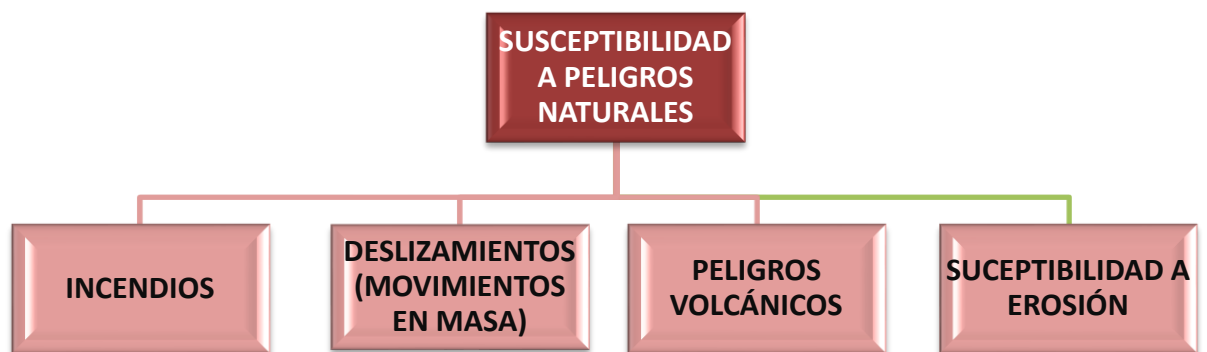 SUSCEPTIBILIDAD
A PELIGROS
NATURALES
INCENDIOS
DESLIZAMIENTOS
(MOVIMIENTOS
EN MASA)
PELIGROS
VOLCÁNICOS
SUCEPTIBILIDAD A
EROSIÓN